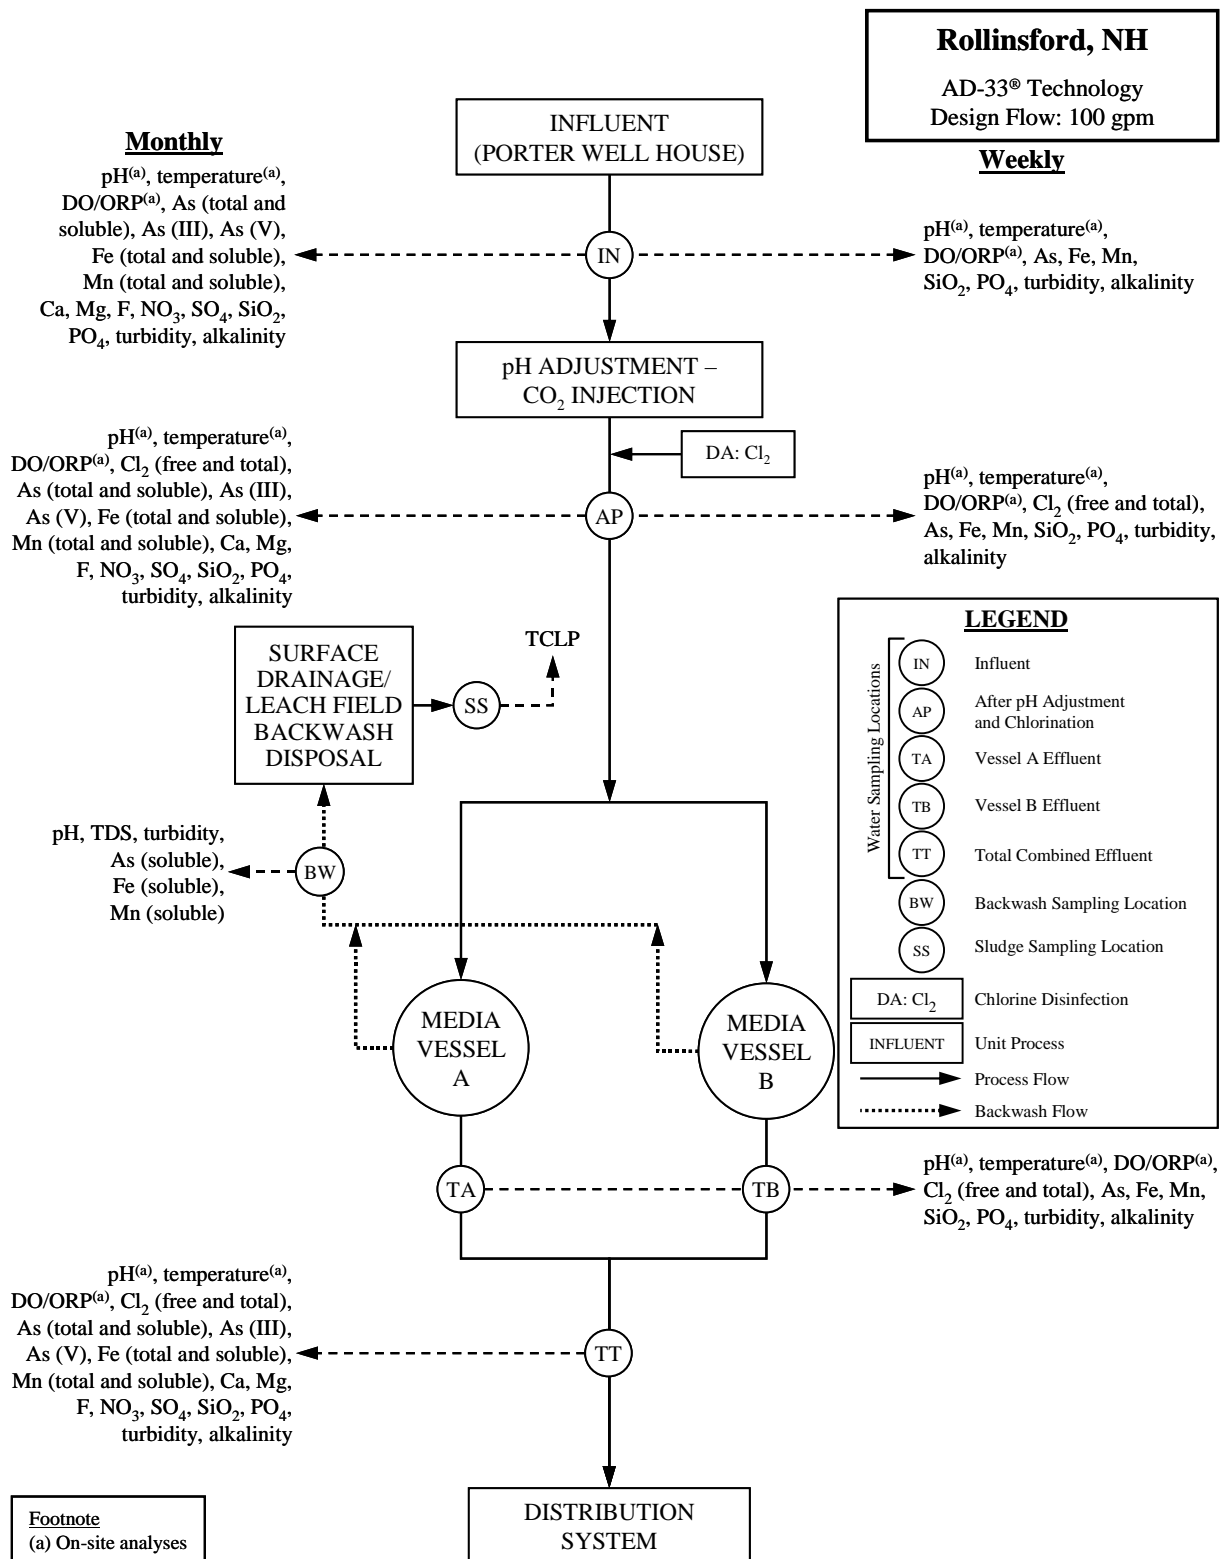 Rollinsford, NH
AD-33® Technology
Design Flow: 100 gpm
INFLUENT
(PORTER WELL HOUSE)
Monthly
pH(a), temperature(a),
DO/ORP(a), As (total and
soluble), As (III), As (V),
Fe (total and soluble),
Mn (total and soluble),
Ca, Mg, F, NO3, SO4, SiO2,
PO4, turbidity, alkalinity
IN
Weekly
pH(a), temperature(a),
DO/ORP(a), As, Fe, Mn,
SiO2, PO4, turbidity, alkalinity
pH ADJUSTMENT –
CO2 INJECTION
DA: Cl2
pH(a), temperature(a),
DO/ORP(a), Cl2 (free and total),
As (total and soluble), As (III),
As (V), Fe (total and soluble),
Mn (total and soluble), Ca, Mg,
F, NO3, SO4, SiO2, PO4,
turbidity, alkalinity
AP
pH(a), temperature(a),
DO/ORP(a), Cl2 (free and total),
As, Fe, Mn, SiO2, PO4, turbidity,
alkalinity
SURFACE
DRAINAGE/
LEACH FIELD
BACKWASH
DISPOSAL
SS
TCLP
pH, TDS, turbidity,
As (soluble),
Fe (soluble),
Mn (soluble)
BW
LEGEND
Water Sampling Locations
IN Influent
AP After pH Adjustment
and Chlorination
TA Vessel A Effluent
TB Vessel B Effluent
TT Total Combined Effluent
BW Backwash Sampling Location
SS Sludge Sampling Location
DA: Cl2 Chlorine Disinfection
INFLUENT Unit Process
Process Flow
Backwash Flow
MEDIA
VESSEL
A
MEDIA
VESSEL
B
TA
TB
pH(a), temperature(a), DO/ORP(a),
Cl2 (free and total), As, Fe, Mn,
SiO2, PO4, turbidity, alkalinity
pH(a), temperature(a),
DO/ORP(a), Cl2 (free and total),
As (total and soluble), As (III),
As (V), Fe (total and soluble),
Mn (total and soluble), Ca, Mg,
F, NO3, SO4, SiO2, PO4,
turbidity, alkalinity
TT
DISTRIBUTION
SYSTEM
Footnote
(a) On-site analyses